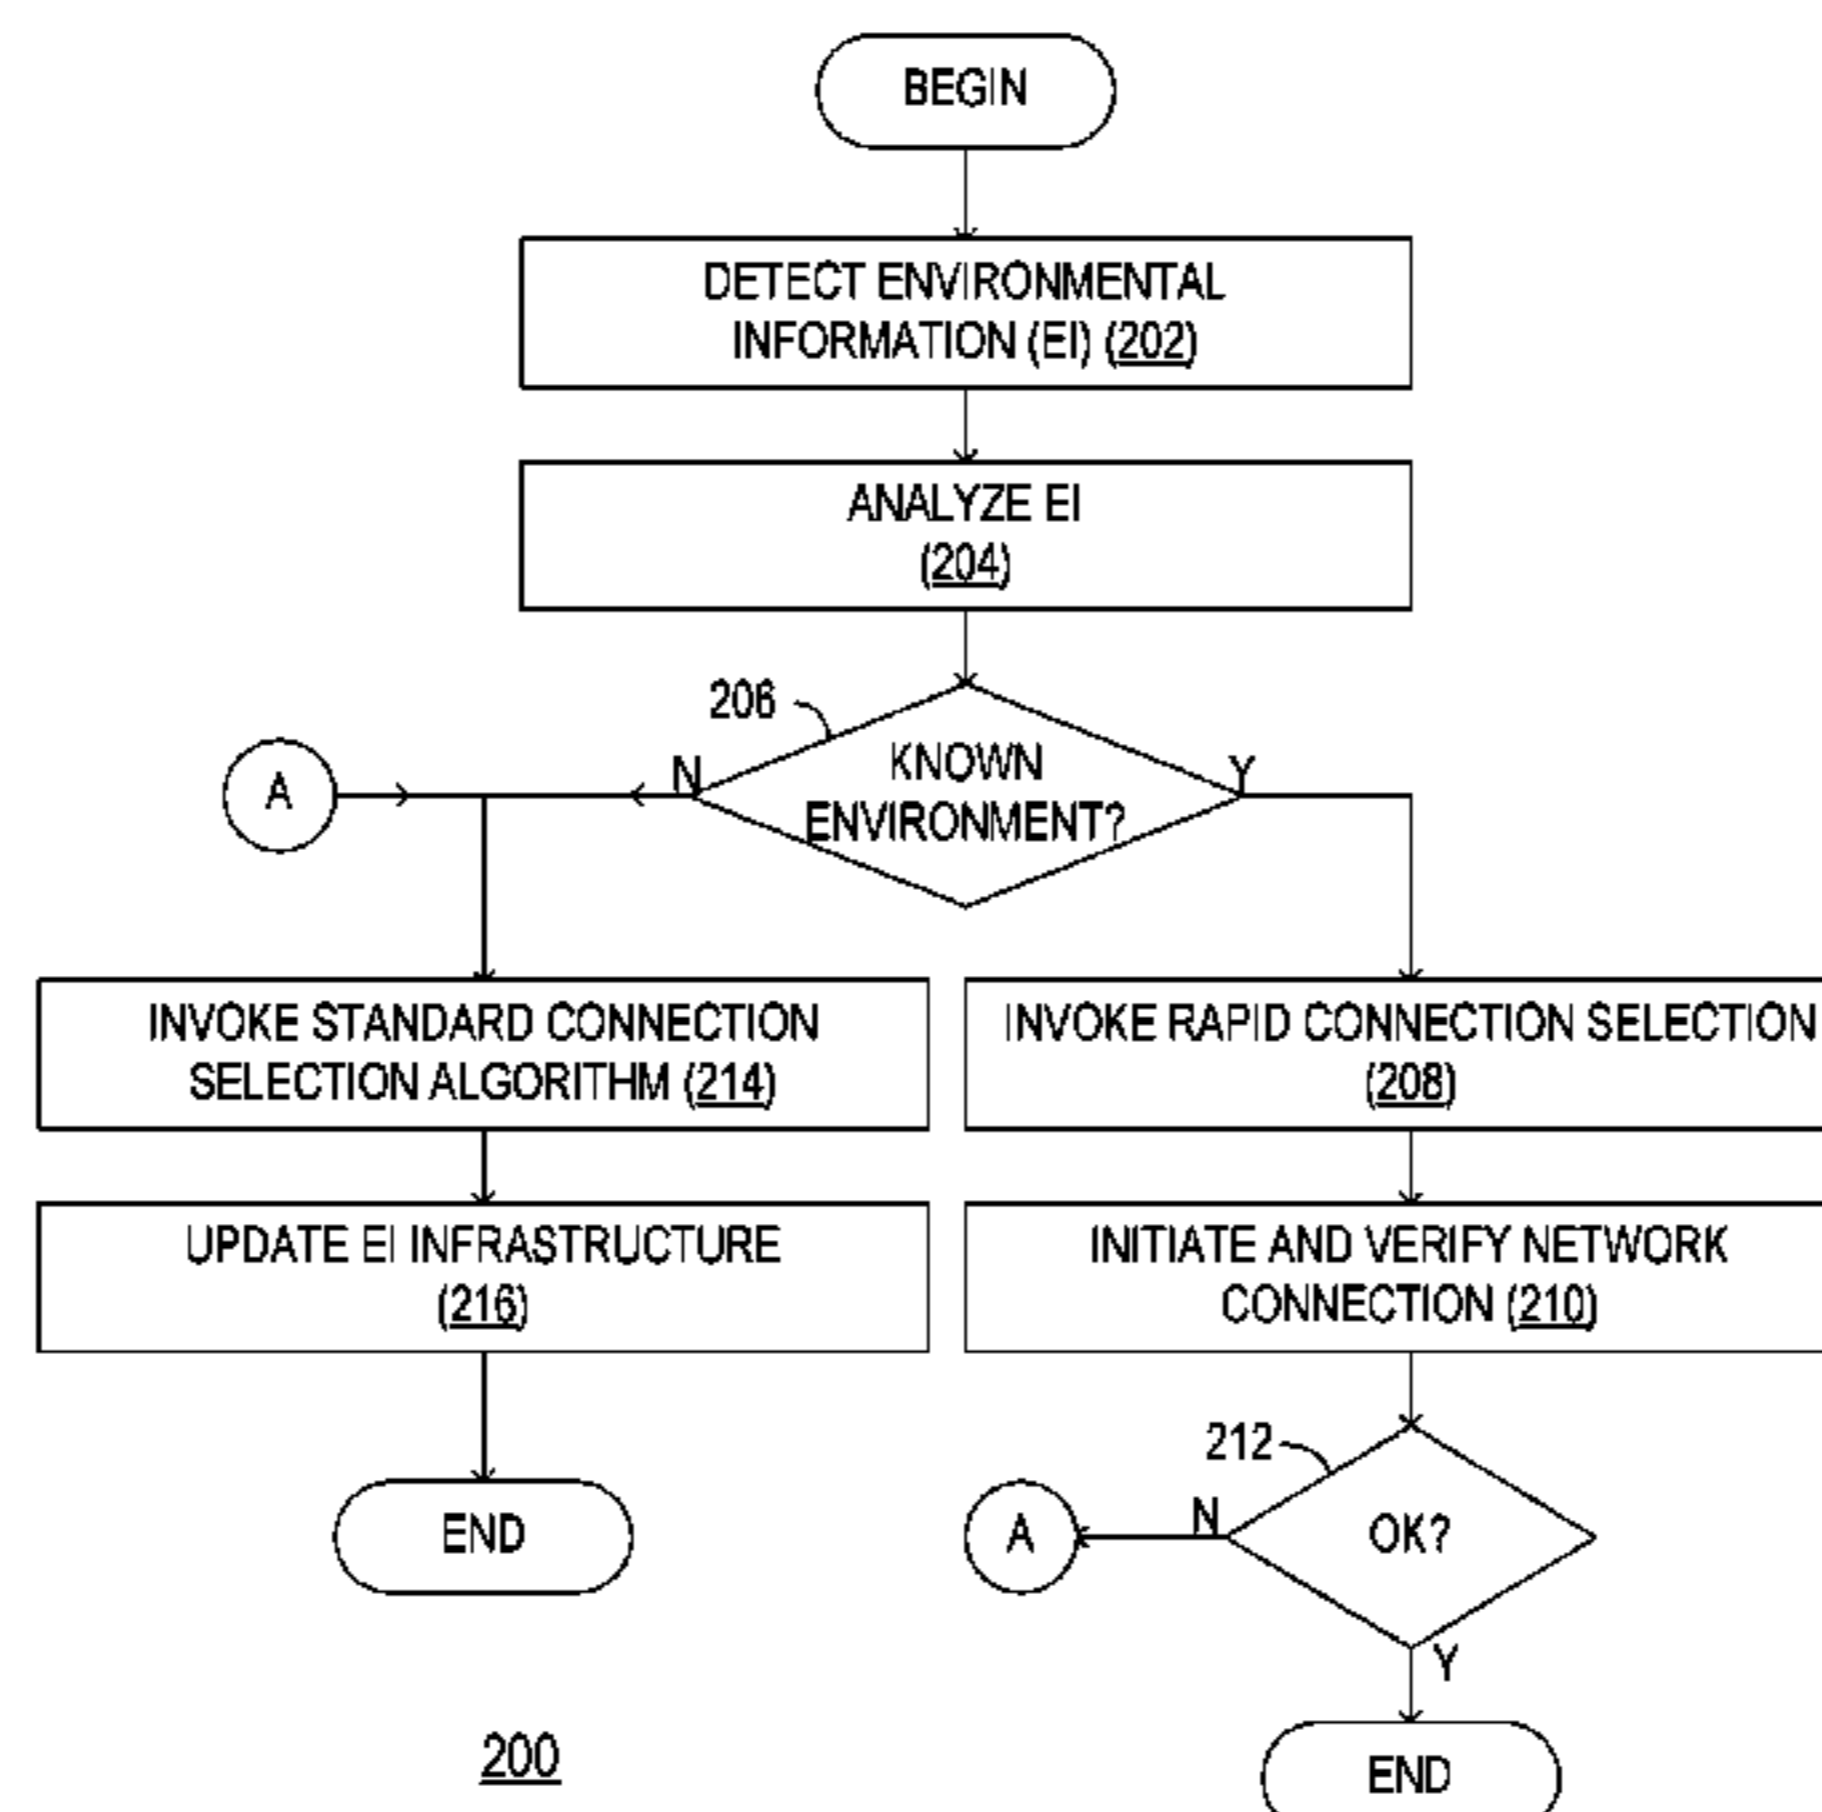 BEGIN
DETECT ENVIRONMENTAL
INFORMATION (EI) (202)
ANALYZE EI
(204)
206
KNOWN
ENVIRONMENT?
N
Y
A
INVOKE STANDARD CONNECTION
SELECTION ALGORITHM (214)
INVOKE RAPID CONNECTION SELECTION
(208)
UPDATE EI INFRASTRUCTURE
(216)
INITIATE AND VERIFY NETWORK
CONNECTION (210)
212
OK?
N
A
Y
END
END
200